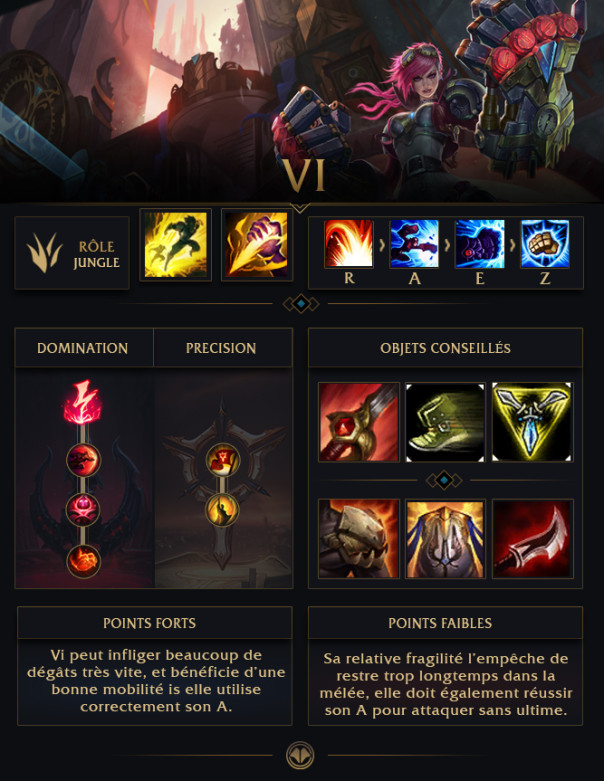 VI
RÔLE
JUNGLE
R
A
E
Z
DOMINATION
PRECISION
OBJETS CONSEILLÉS
POINTS FORTS
Vi peut infliger beaucoup de
dégâts très vite, et bénéficie d'une
bonne mobilité is elle utilise
correctement son A.
POINTS FAIBLES
Sa relative fragilité l'empêche de
restre trop longtemps dans la
mélée, elle doit également réussir
son A pour attaquer sans ultime.